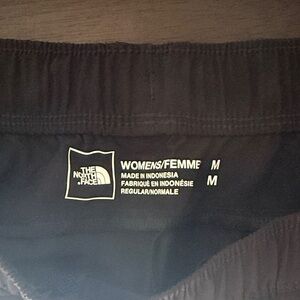 THE
NORTH
FACE
WOMENS/FEMME M
MADE IN INDONESIA
FABRIQUÉ EN INDONÉSIE M
REGULAR/NORMALE